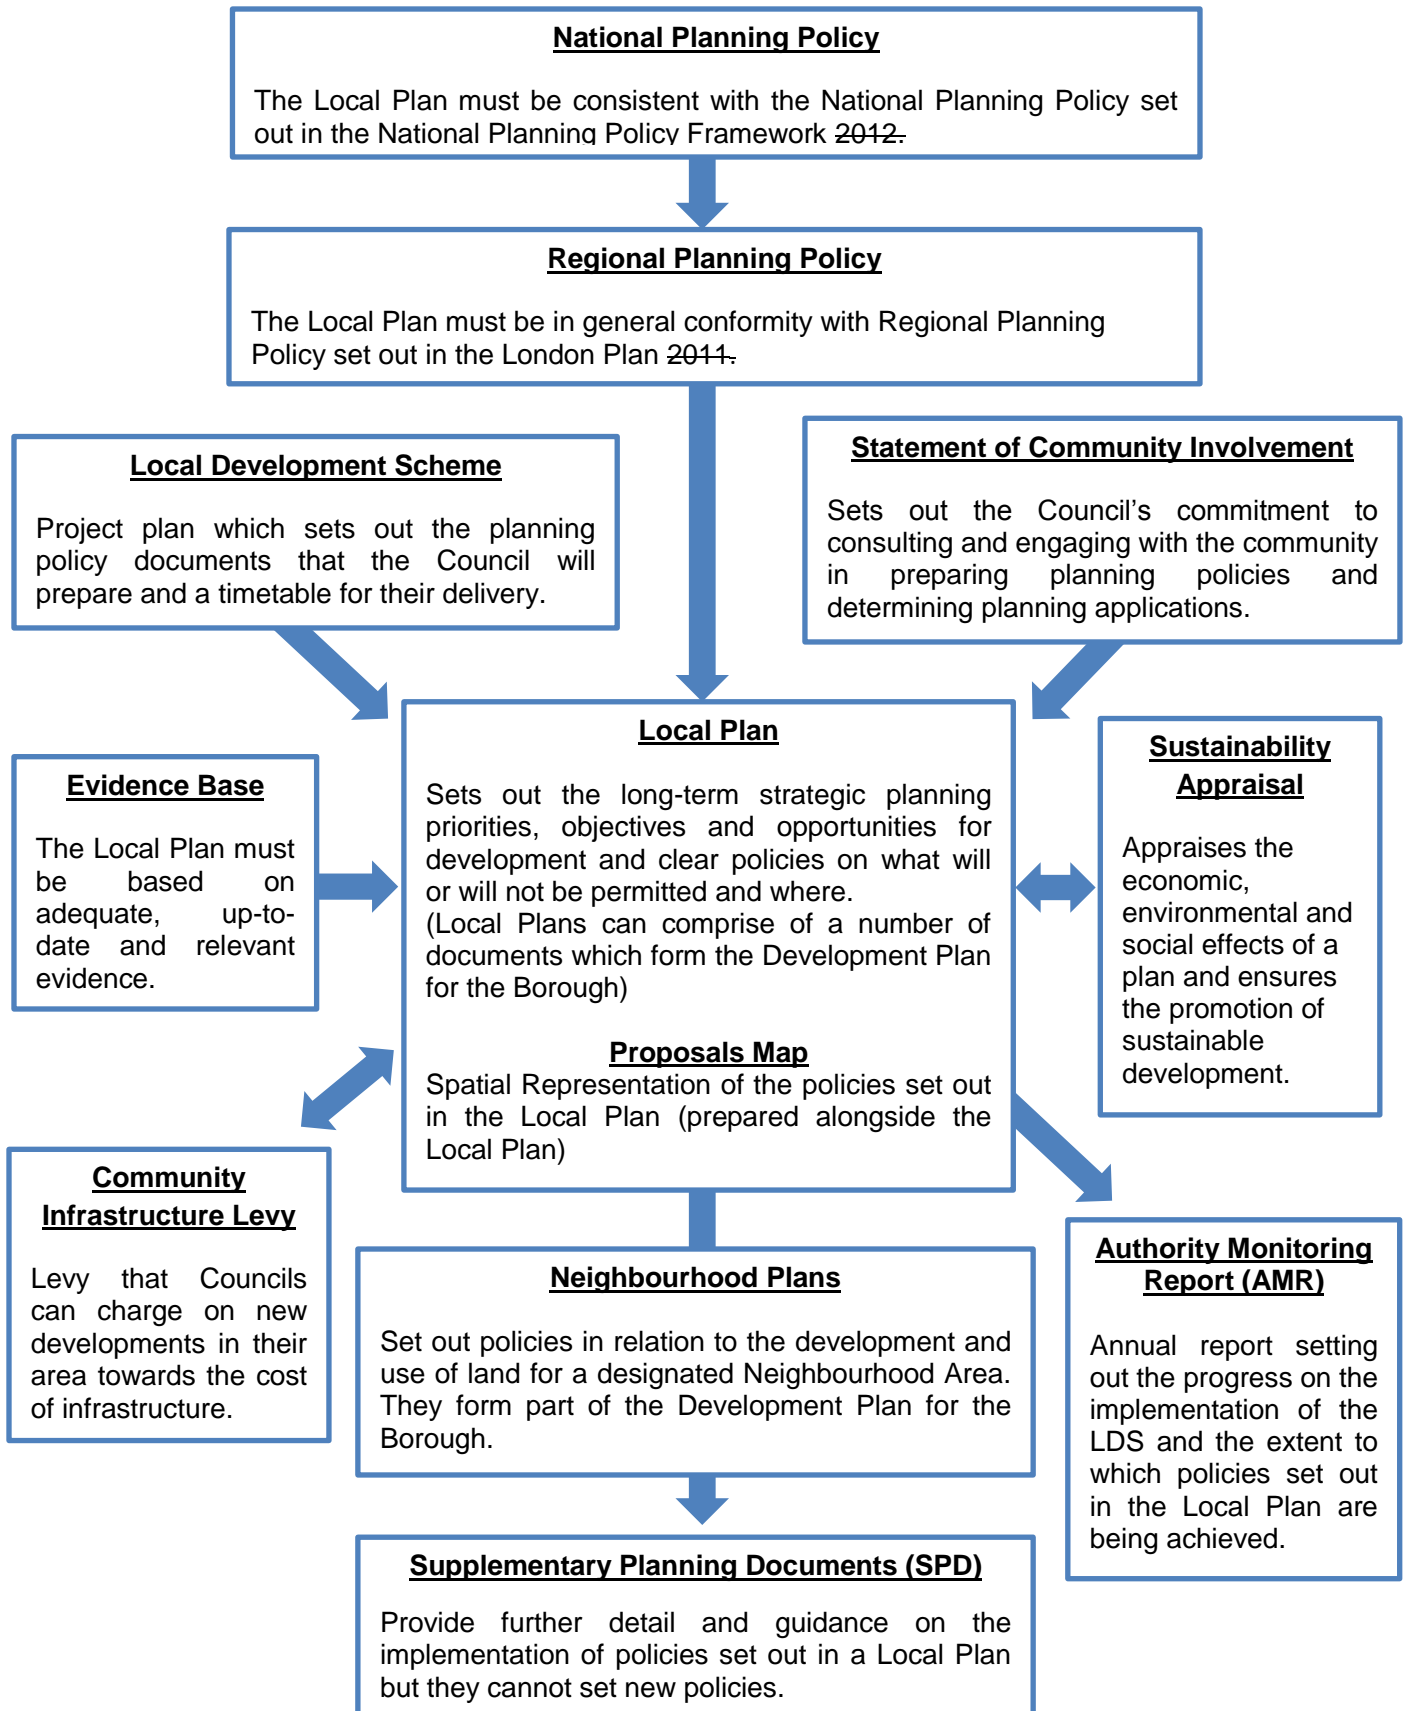 National Planning Policy
The Local Plan must be consistent with the National Planning Policy set
out in the National Planning Policy Framework 2012.
Regional Planning Policy
The Local Plan must be in general conformity with Regional Planning
Policy set out in the London Plan 2011.
Local Development Scheme
Project plan which sets out the planning
policy documents that the Council will
prepare and a timetable for their delivery.
Statement of Community Involvement
Sets out the Council’s commitment to
consulting and engaging with the community
in preparing planning policies and
determining planning applications.
Evidence Base
The Local Plan must
be based on
adequate, up-to-
date and relevant
evidence.
Local Plan
Sets out the long-term strategic planning
priorities, objectives and opportunities for
development and clear policies on what will
or will not be permitted and where.
(Local Plans can comprise of a number of
documents which form the Development Plan
for the Borough)
Proposals Map
Spatial Representation of the policies set out
in the Local Plan (prepared alongside the
Local Plan)
Sustainability
Appraisal
Appraises the
economic,
environmental and
social effects of a
plan and ensures
the promotion of
sustainable
development.
Community
Infrastructure Levy
Levy that Councils
can charge on new
developments in their
area towards the cost
of infrastructure.
Neighbourhood Plans
Set out policies in relation to the development and
use of land for a designated Neighbourhood Area.
They form part of the Development Plan for the
Borough.
Authority Monitoring
Report (AMR)
Annual report setting
out the progress on the
implementation of the
LDS and the extent to
which policies set out
in the Local Plan are
being achieved.
Supplementary Planning Documents (SPD)
Provide further detail and guidance on the
implementation of policies set out in a Local Plan
but they cannot set new policies.